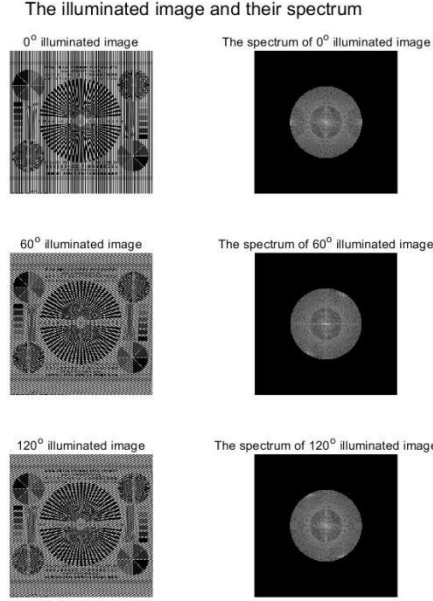 The illuminated image and their spectrum
0° illuminated image
The spectrum of 0° illuminated image
60° illuminated image
The spectrum of 60° illuminated image
120° illuminated image
The spectrum of 120° illuminated image